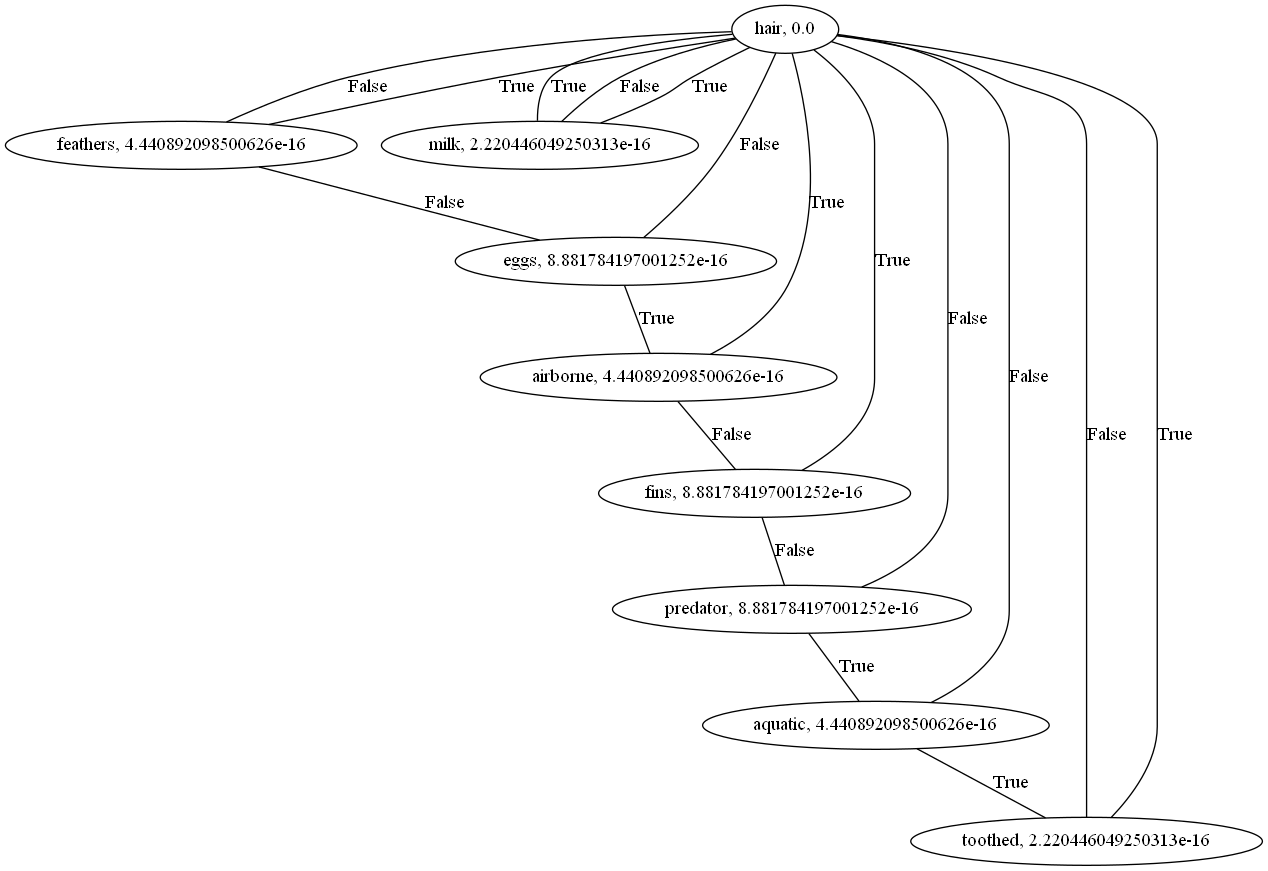 hair, 0.0
False
True
True
False
True
feathers, 4.440892098500626e-16
milk, 2.220446049250313e-16
False
False
True
eggs, 8.881784197001252e-16
True
True
False
False
airborne, 4.440892098500626e-16
False
False
False
True
fins, 8.881784197001252e-16
False
predator, 8.881784197001252e-16
True
aquatic, 4.440892098500626e-16
True
toothed, 2.220446049250313e-16